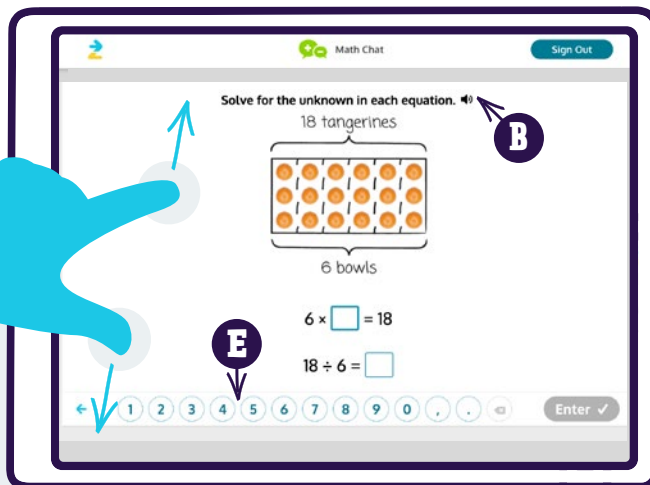 Math Chat
Sign Out
Solve for the unknown in each equation.
B
18 tangerines
6 bowls
6 × = 18
E
18 ÷ 6 =
1 2 3 4 5 6 7 8 9 0 , .
Enter ✓